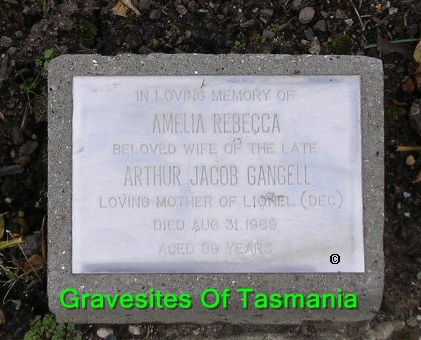 IN LOVING MEMORY OF
AMELIA REBECCA
BELOVED WIFE OF THE LATE
ARTHUR JACOB GANGELL
LOVING MOTHER OF LIONEL (DEC)
DIED AUG. 31. 1969
AGED YEARS
©
Gravesites Of Tasmania